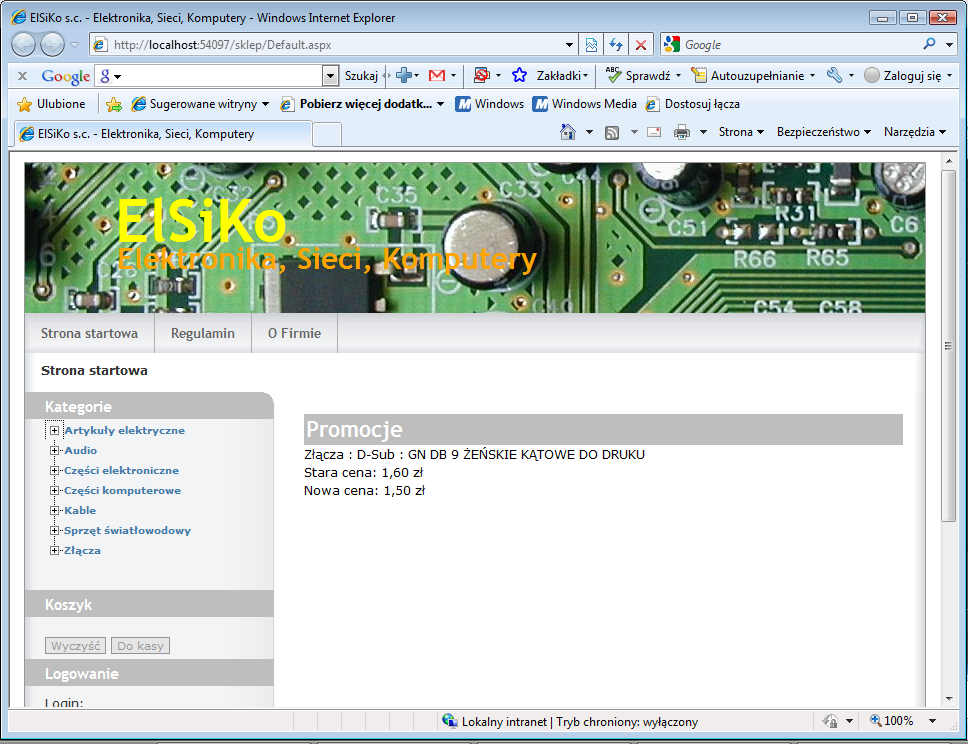 ElSiKo s.c. - Elektronika, Sieci, Komputery - Windows Internet Explorer
http://localhost:54097/sklep/Default.aspx
Google
Google Szukaj Zakładki Sprawdź Autouzupełnianie Zaloguj się
Ulubione Sugerowane witryny Pobierz więcej dodatk... Windows Windows Media Dostosuj łącza
ElSiKo s.c. - Elektronika, Sieci, Komputery
Strona Bezpieczeństwo Narzędzia
C32
C35
C33
C44
R31
C51
C6
R66
R65
C40
C54
C58
ElSiKo
Elektronika, Sieci, Komputery
Strona startowa Regulamin O Firmie
Strona startowa
Kategorie
Artykuły elektryczne
Audio
Części elektroniczne
Części komputerowe
Kable
Sprzęt światłowodowy
Złącza
Koszyk
Wyczyść Do kasy
Logowanie
Login:
Promocje
Złącza : D-Sub : GN DB 9 ŻEŃSKIE KĄTOWE DO DRUKU
Stara cena: 1,60 zł
Nowa cena: 1,50 zł
Lokalny intranet | Tryb chroniony: wyłączony
100%